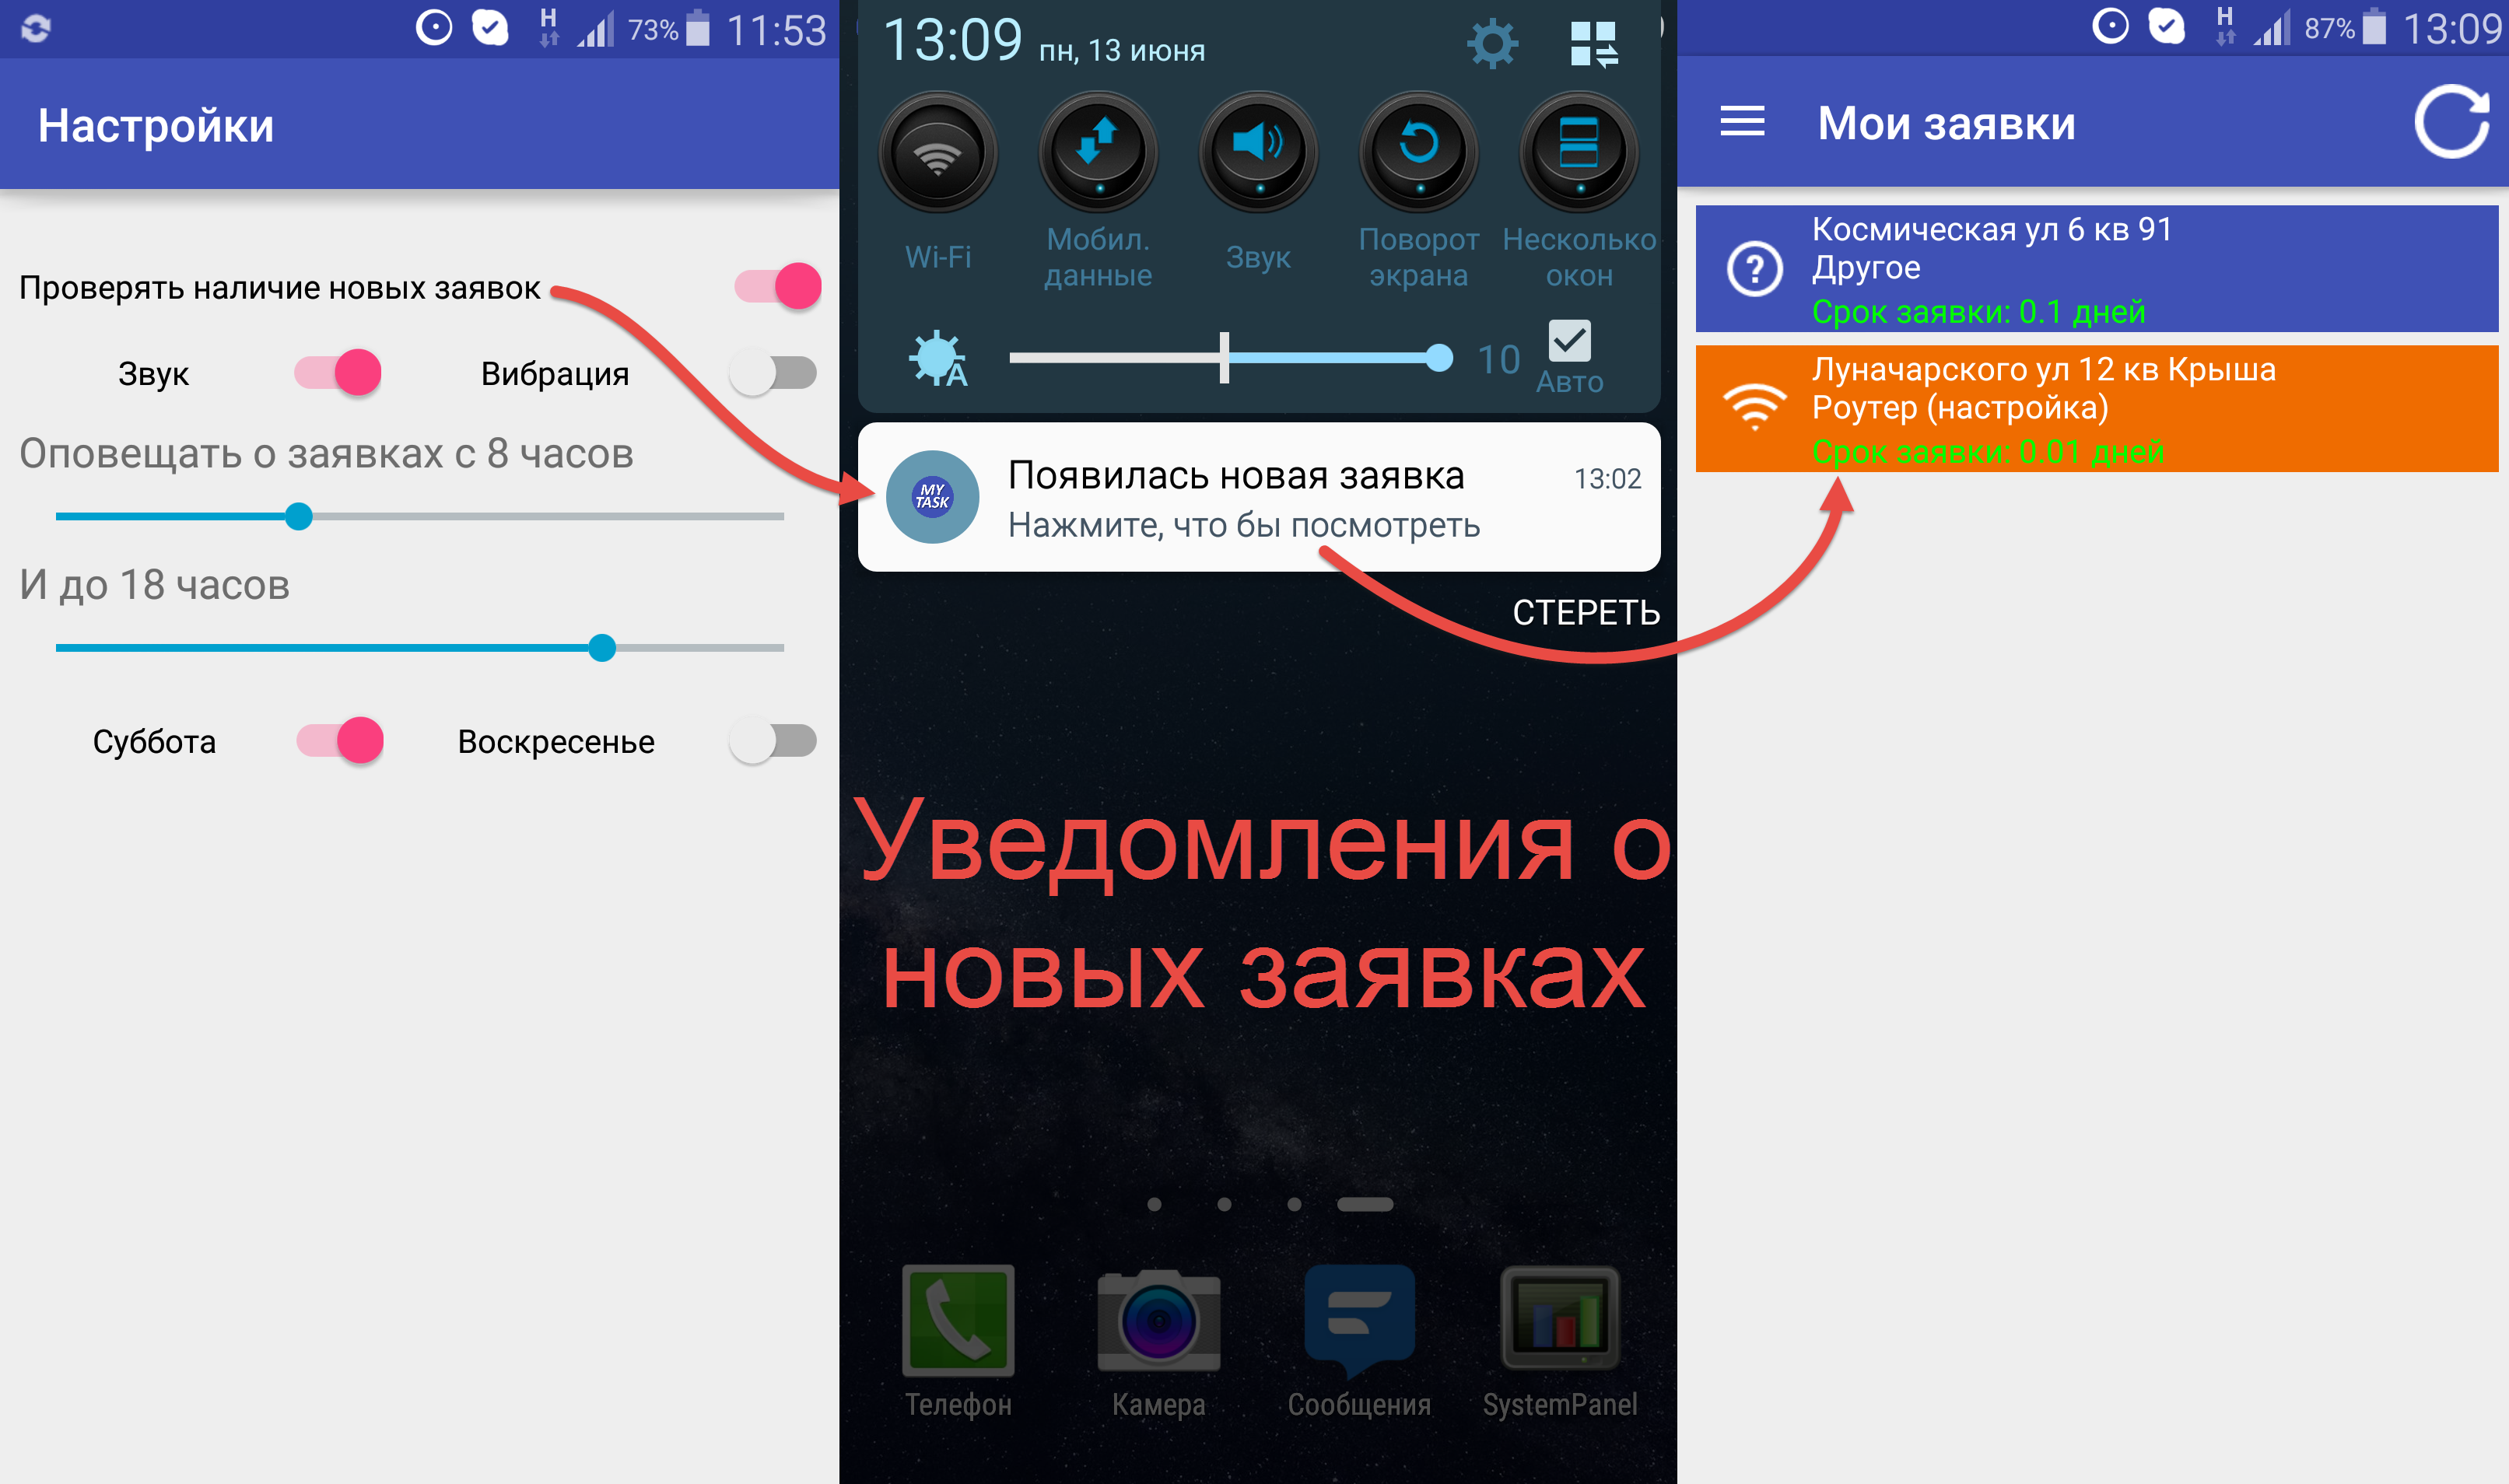 H 73% 11:53
Настройки
Проверять наличие новых заявок
Звук Вибрация
Оповещать о заявках с 8 часов
И до 18 часов
Суббота Воскресенье
13:09 пн, 13 июня
Wi-Fi
Мобил.
данные
Звук
Поворот
экрана
Несколько
окон
A
10
Авто
MY
TASK
Появилась новая заявка 13:02
Нажмите, что бы посмотреть
СТЕРЕТЬ
Уведомления о
новых заявках
Телефон Камера Сообщения SystemPanel
H 87% 13:09
Мои заявки
Космическая ул 6 кв 91
Другое
Срок заявки: 0.1 дней
Луначарского ул 12 кв Крыша
Роутер (настройка)
Срок заявки: 0.01 дней